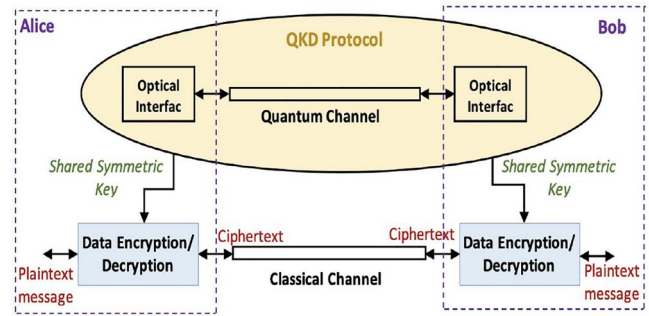 Alice
Bob
QKD Protocol
Optical
Interfac
Optical
Interfac
Quantum Channel
Shared Symmetric
Key
Shared Symmetric
Key
Data Encryption/
Decryption
Ciphertext
Ciphertext
Data Encryption/
Decryption
Plaintext
message
Classical Channel
Plaintext
message